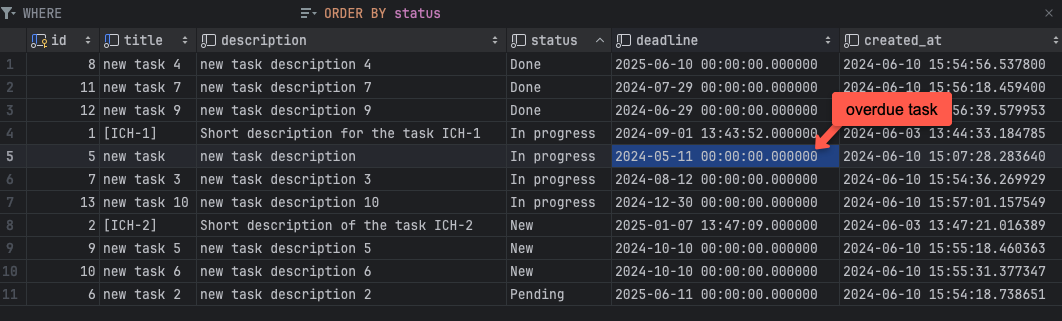 WHERE ORDER BY status
id title description status deadline created_at
1 8 new task 4 new task description 4 Done 2025-06-10 00:00:00.000000 2024-06-10 15:54:56.537800
2 11 new task 7 new task description 7 Done 2024-07-29 00:00:00.000000 2024-06-10 15:56:18.459400
3 12 new task 9 new task description 9 Done 2024-06-29 00:00:00.000000 :56:39.579953
overdue task
4 1 [ICH-1] Short description for the task ICH-1 In progress 2024-09-01 13:43:52.000000 2024-06-03 13:44:33.184785
5 5 new task new task description In progress 2024-05-11 00:00:00.000000 2024-06-10 15:07:28.283640
6 7 new task 3 new task description 3 In progress 2024-08-12 00:00:00.000000 2024-06-10 15:54:36.269929
7 13 new task 10 new task description 10 In progress 2024-12-30 00:00:00.000000 2024-06-10 15:57:01.157549
8 2 [ICH-2] Short description of the task ICH-2 New 2025-01-07 13:47:09.000000 2024-06-03 13:47:21.016389
9 9 new task 5 new task description 5 New 2024-10-10 00:00:00.000000 2024-06-10 15:55:18.460363
10 10 new task 6 new task description 6 New 2024-10-10 00:00:00.000000 2024-06-10 15:55:31.377347
11 6 new task 2 new task description 2 Pending 2025-06-11 00:00:00.000000 2024-06-10 15:54:18.738651